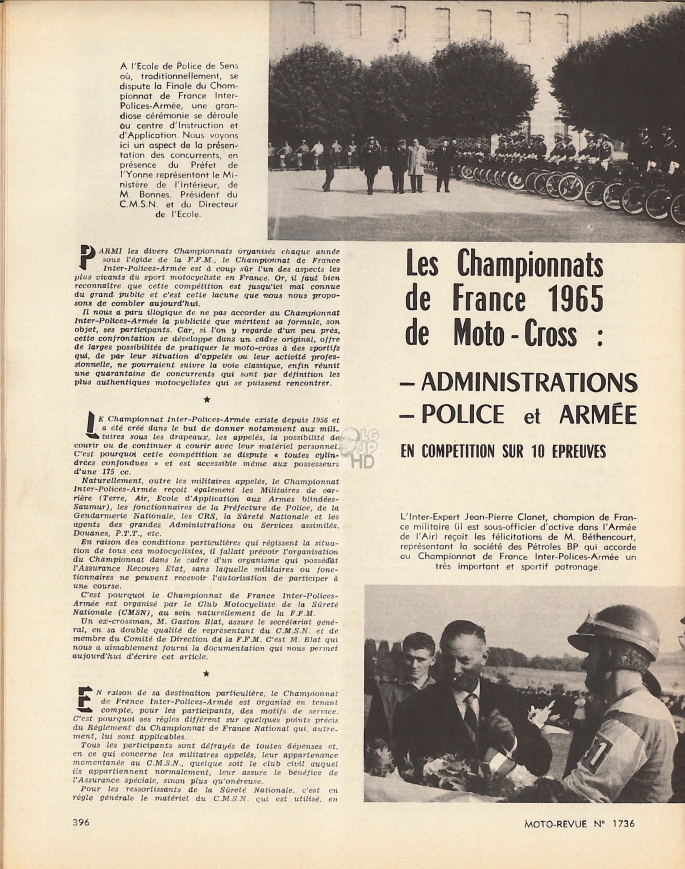 A l'Ecole de Police de Sens
où, traditionnellement, se
dispute la Finale du Cham-
pionnat de France Inter-
Polices-Armée, une gran-
diose cérémonie se déroule
au centre d'Instruction et
d'Application. Nous voyons
ici un aspect de la présen-
tation des concurrents, en
présence du Préfet de
l'Yonne représentant le Mi-
nistère de l'Intérieur, de
M. Bonnes, Président du
C.M.S.N. et du Directeur
de l'Ecole.
PARMI les divers Championnats organisés chaque année
sous l'égide de la F.F.M., le Championnat de France
Inter-Polices-Armée est à coup sûr l'un des aspects les
plus vivants du sport motocycliste en France. Or, il faut bien
reconnaître que cette compétition est jusqu'ici mal connue
du grand public et c'est cette lacune que nous nous propo-
sons de combler aujourd'hui.
Il nous a paru illogique de ne pas accorder au Championnat
Inter-Polices-Armée la publicité que méritent sa formule, son
objet, ses participants. Car, si l'on y regarde d'un peu près,
cette confrontation se développe dans un cadre original, offre
de larges possibilités de pratiquer le moto-cross à des sportifs
qui, de par leur situation d'appelés ou leur activité profes-
sionnelle, ne pourraient suivre la voie classique, enfin réunit
une quarantaine de concurrents qui sont par définition les
plus authentiques motocyclistes qui se puissent rencontrer.
LE Championnat Inter-Polices-Armée existe depuis 1956 et
a été créé dans le but de donner notamment aux mili-
taires sous les drapeaux, les appelés, la possibilité de
courir ou de continuer à courir avec leur matériel personnel.
C'est pourquoi cette compétition se dispute « toutes cylin-
drées confondues » et est accessible même aux possesseurs
d'une 175 cc.
Naturellement, outre les militaires appelés, le Championnat
Inter-Polices-Armée reçoit également les Militaires de car-
rière (Terre, Air, Ecole d'Application aux Armes blindées-
Saumur), les fonctionnaires de la Préfecture de Police, de la
Gendarmerie Nationale, les CRS, la Sûreté Nationale et les
agents des grandes Administrations ou Services assimilés,
Douanes, P.T.T., etc.
En raison des conditions particulières qui régissent la situa-
tion de tous ces motocyclistes, il fallait prévoir l'organisation
du Championnat dans le cadre d'un organisme qui possédât
l'Assurance Recours Etat, sans laquelle militaires ou fonc-
tionnaires ne peuvent recevoir l'autorisation de participer à
une course.
C'est pourquoi le Championnat de France Inter-Polices-
Armée est organisé par le Club Motocycliste de la Sûreté
Nationale (CMSN), au sein naturellement de la F.F.M.
Un ex-crossman, M. Gaston Blat, assure le secrétariat géné-
ral, en sa double qualité de représentant du C.M.S.N. et de
membre du Comité de Direction de la F.F.M. C'est M. Blat qui
nous a aimablement fourni la documentation qui nous permet
aujourd'hui d'écrire cet article.
EN raison de sa destination particulière, le Championnat
de France Inter-Polices-Armée est organisé en tenant
compte, pour les participants, des motifs de service.
C'est pourquoi ses règles diffèrent sur quelques points précis
du Règlement du Championnat de France National qui, autre-
ment, lui sont applicables.
Tous les participants sont défrayés de toutes dépenses et,
en ce qui concerne les militaires appelés, leur appartenance
momentanée au C.M.S.N., quelque soit le club civil auquel
ils appartiennent normalement, leur assure le bénéfice de
l'Assurance spéciale, sinon plus qu'onéreuse.
Pour les ressortissants de la Sûreté Nationale, c'est en
règle générale le matériel du C.M.S.N. qui est utilisé, en
Les Championnats
de France 1965
de Moto-Cross :
– ADMINISTRATIONS
– POLICE et ARMÉE
EN COMPETITION SUR 10 EPREUVES
L'Inter-Expert Jean-Pierre Clanet, champion de Fran-
ce militaire (il est sous-officier d'active dans l'Armée
de l'Air) reçoit les félicitations de M. Béthencourt,
représentant la société des Pétroles BP qui accorde
au Championnat de France Inter-Polices-Armée un
très important et sportif patronage.
HD
1
396
MOTO-REVUE N° 1736